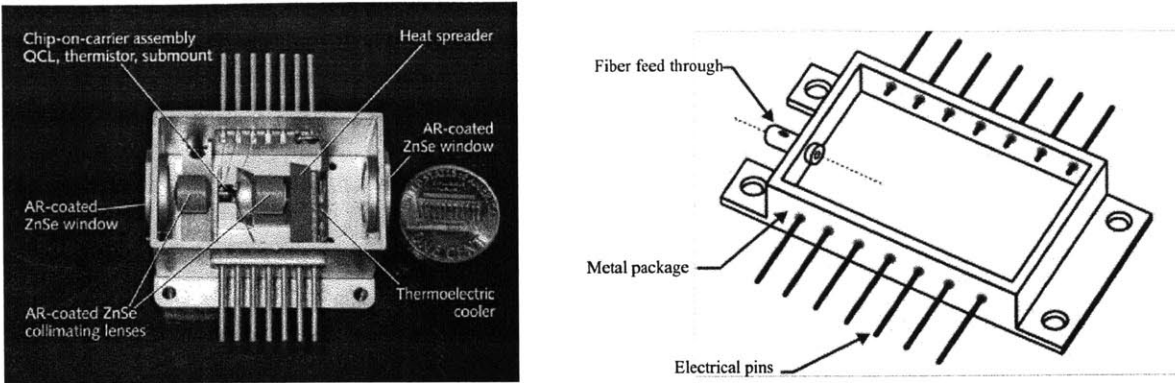 Chip-on-carrier assembly
QCL, thermistor, submount
Heat spreader
AR-coated
ZnSe window
AR-coated
ZnSe window
AR-coated ZnSe
collimating lenses
Thermoelectric
cooler
Fiber feed through
Metal package
Electrical pins